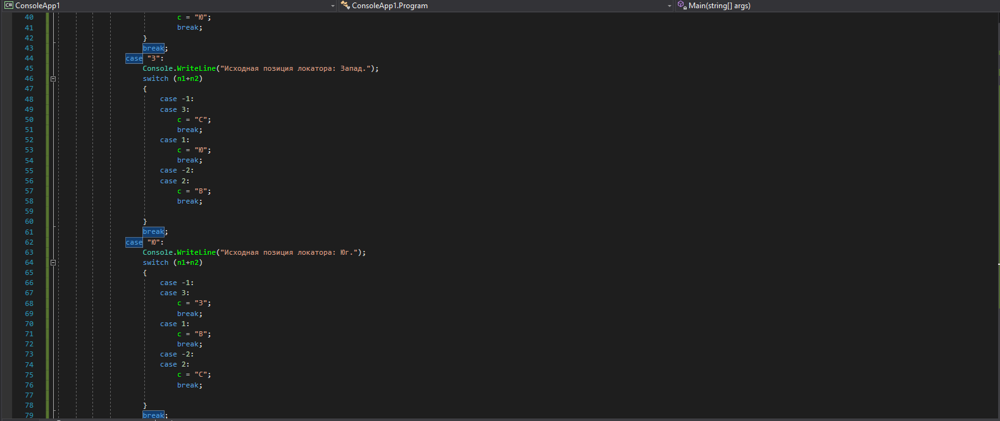 C# ConsoleApp1 ConsoleApp1.Program Main(string[] args)
40 c = "Ю";
41 break;
42 }
43 break;
44 case "З":
45 Console.WriteLine("Исходная позиция локатора: Запад.");
46 switch (n1+n2)
47 {
48 case -1:
49 case 3:
50 c = "С";
51 break;
52 case 1:
53 c = "Ю";
54 break;
55 case -2:
56 case 2:
57 c = "В";
58 break;
59
60 }
61 break;
62 case "Ю":
63 Console.WriteLine("Исходная позиция локатора: Юг.");
64 switch (n1+n2)
65 {
66 case -1:
67 case 3:
68 c = "З";
69 break;
70 case 1:
71 c = "В";
72 break;
73 case -2:
74 case 2:
75 c = "С";
76 break;
77
78 }
79 break;